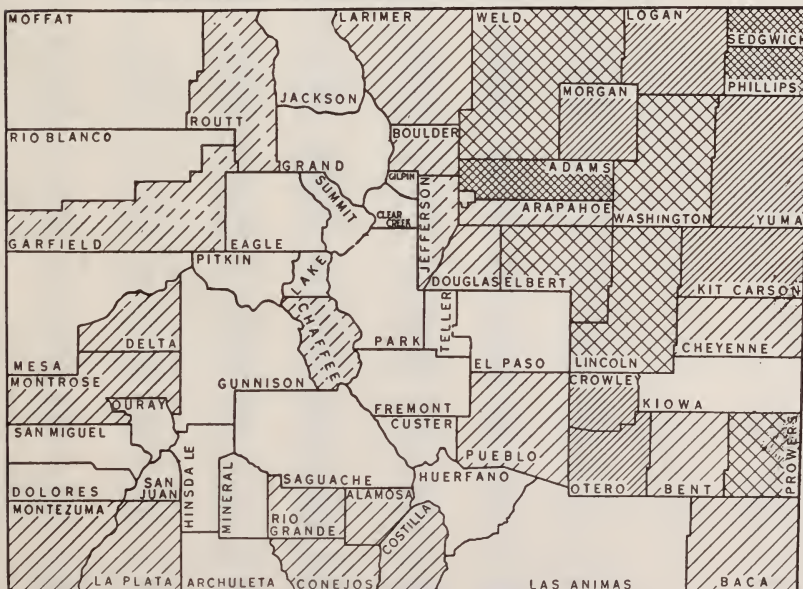 MOFFAT
LARIMER
WELD
LOGAN
SEDGWICK
PHILLIPS
JACKSON
MORGAN
ROUTT
RIO BLANCO
BOULDER
GRAND
GILPIN
ADAMS
SUMMIT
CLEAR
CREEK
JEFFERSON
ARAPAHOE
WASHINGTON
YUMA
GARFIELD
EAGLE
PITKIN
LAKE
DOUGLAS
ELBERT
KIT CARSON
CHAFFEE
TELLER
DELTA
PARK
CHEYENNE
MESA
EL PASO
LINCOLN
MONTROSE
GUNNISON
CROWLEY
OURAY
FREMONT
KIOWA
SAN MIGUEL
CUSTER
PROWERS
HINSDALE
MINERAL
PUEBLO
SAGUACHE
HUERFANO
DOLORES
SAN
JUAN
ALAMOSA
OTERO
BENT
MONTEZUMA
RIO
GRANDE
COSTILLA
LA PLATA
ARCHULETA
CONEJOS
LAS ANIMAS
BACA